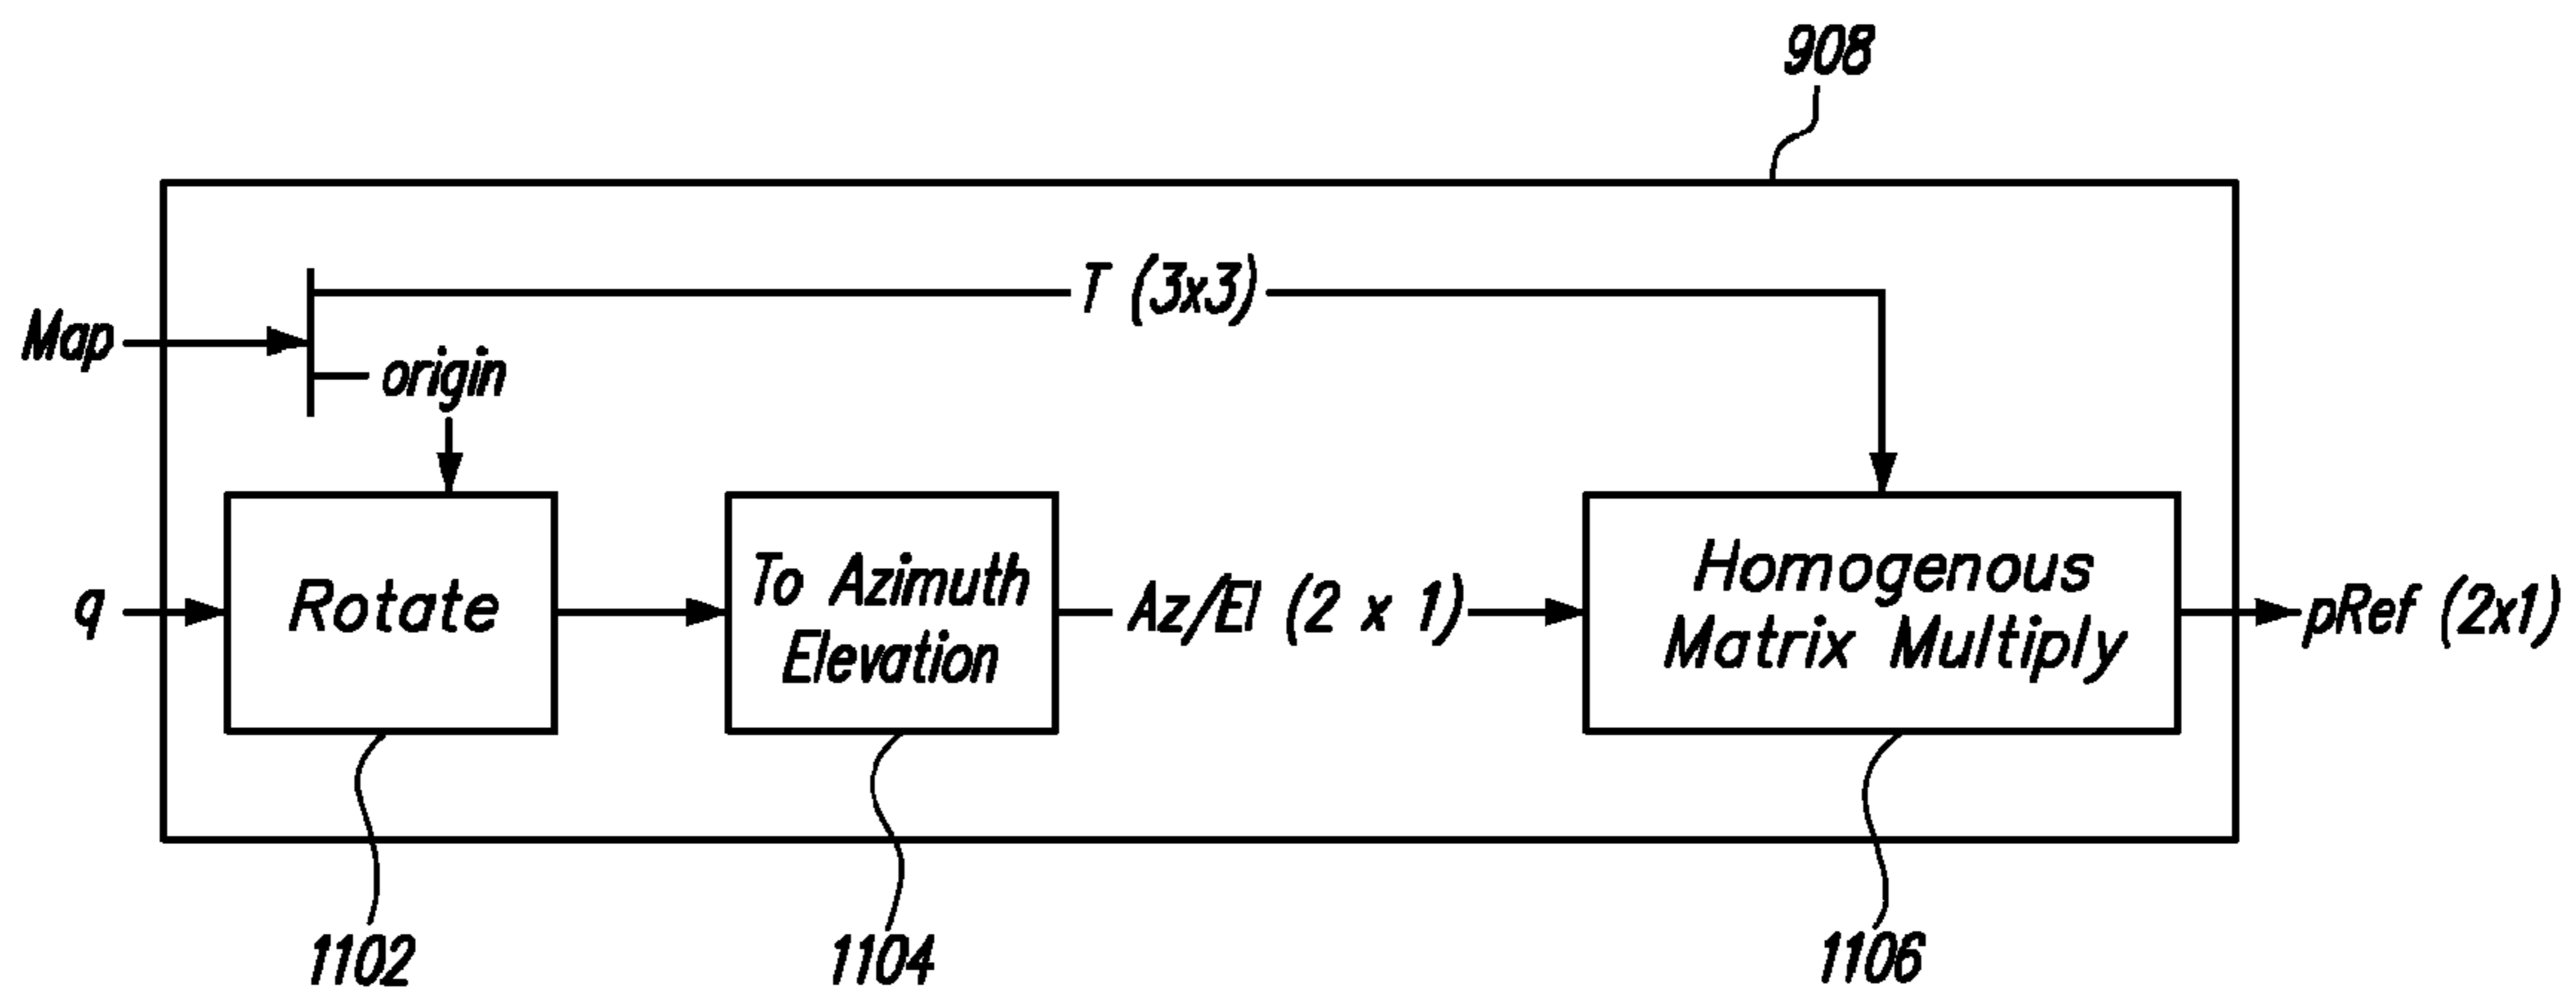 908
T (3x3)
Map
origin
q
Rotate
To Azimuth
Elevation
Az/El (2 x 1)
Homogenous
Matrix Multiply
pRef (2x1)
1102
1104
1106